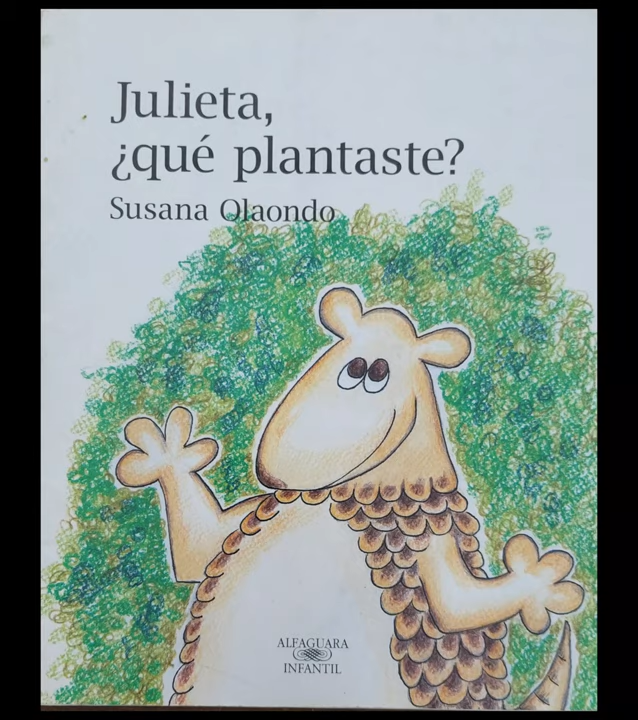 Julieta,
¿qué plantaste?
Susana Olaondo
ALFAGUARA
INFANTIL